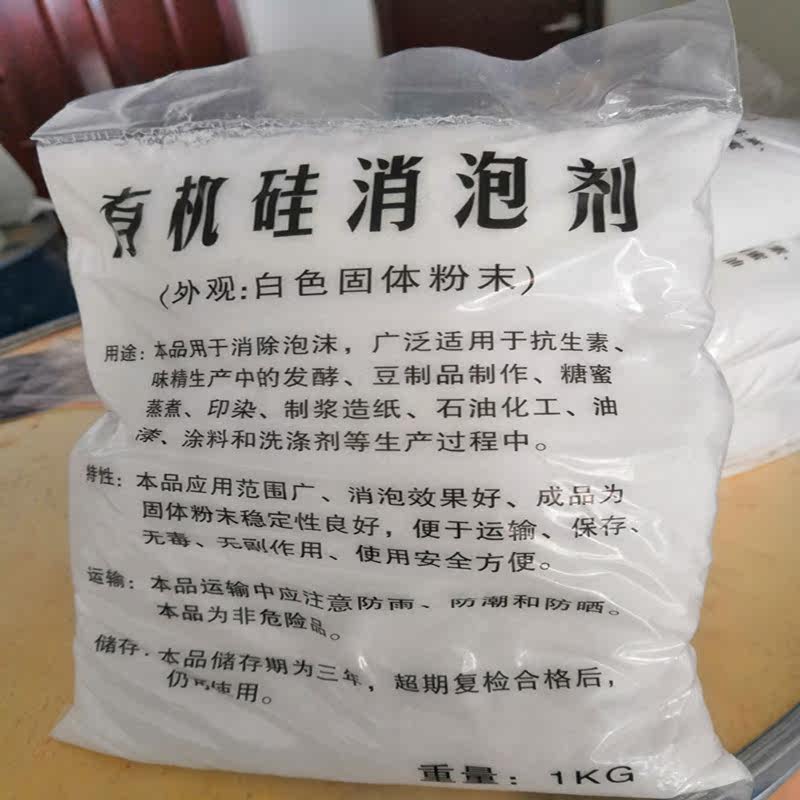 有机硅消泡剂
(外观:白色固体粉末)
用途:本品用于消除泡沫,广泛适用于抗生素、
味精生产中的发酵、豆制品制作、糖蜜
蒸煮、印染、制浆造纸、石油化工、油
漆、涂料和洗涤剂等生产过程中。
特性:本品应用范围广、消泡效果好、成品为
固体粉末稳定性良好,便于运输、保存、
无毒、无副作用、使用安全方便。
运输:本品运输中应注意防雨、防潮和防晒。
本品为非危险品。
储存.本品储存期为三年,超期复检合格后,
仍可使用。
重量:1KG